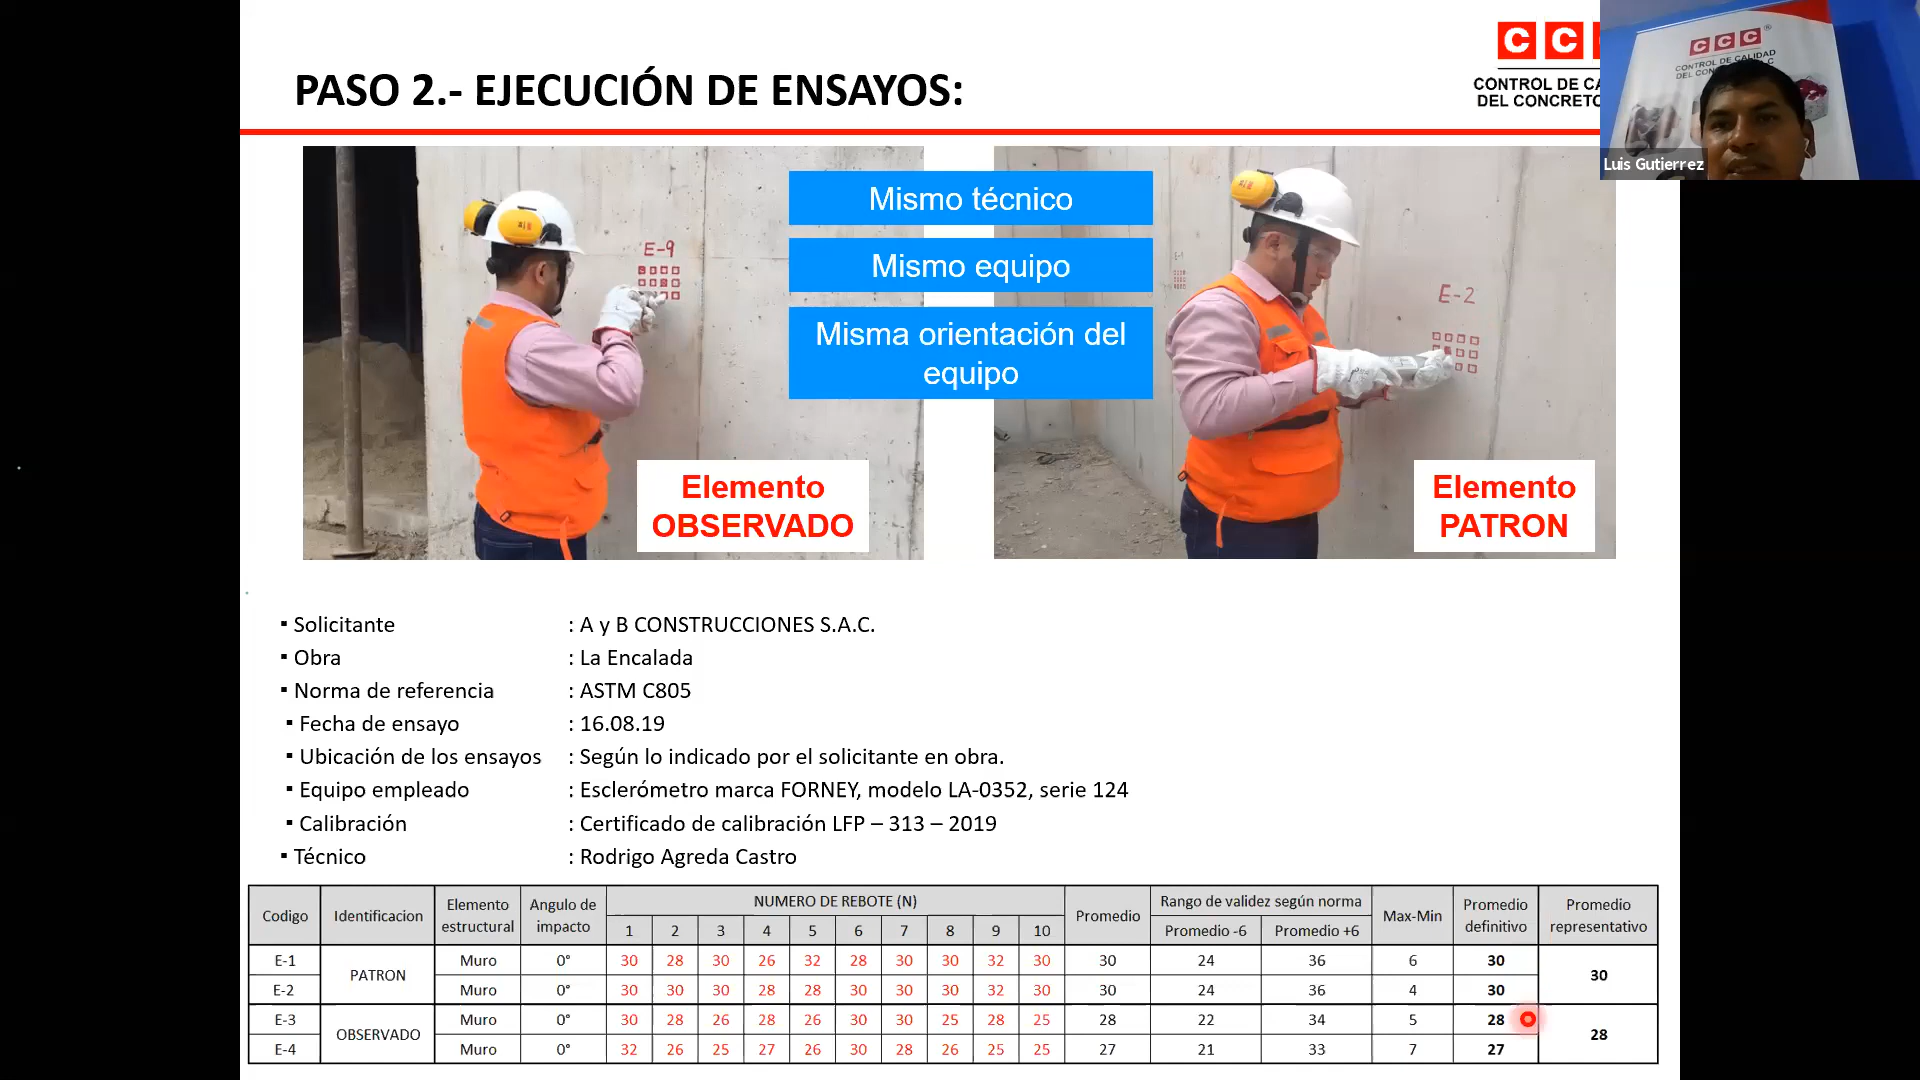 PASO 2.- EJECUCIÓN DE ENSAYOS:
CC
CONTROL DE CA
DEL CONCRETO
CCC®
CONTROL DE CALIDAD
DEL CONCRETO
Luis Gutierrez
Mismo técnico
Mismo equipo
Misma orientación del
equipo
E-9
E-2
Elemento
OBSERVADO
Elemento
PATRON
▪ Solicitante : A y B CONSTRUCCIONES S.A.C.
▪ Obra : La Encalada
▪ Norma de referencia : ASTM C805
▪ Fecha de ensayo : 16.08.19
▪ Ubicación de los ensayos : Según lo indicado por el solicitante en obra.
▪ Equipo empleado : Esclerómetro marca FORNEY, modelo LA-0352, serie 124
▪ Calibración : Certificado de calibración LFP – 313 – 2019
▪ Técnico : Rodrigo Agreda Castro
Codigo Identificacion Elemento estructural Angulo de impacto NUMERO DE REBOTE (N) Promedio Rango de validez según norma Max-Min Promedio definitivo Promedio representativo
1 2 3 4 5 6 7 8 9 10 Promedio -6 Promedio +6
E-1 PATRON Muro 0° 30 28 30 26 32 28 30 30 32 30 30 24 36 6 30 30
E-2 Muro 0° 30 30 30 28 28 30 30 30 32 30 30 24 36 4 30
E-3 OBSERVADO Muro 0° 30 28 26 28 26 30 30 25 28 25 28 22 34 5 28 28
E-4 Muro 0° 32 26 25 27 26 30 28 26 25 25 27 21 33 7 27